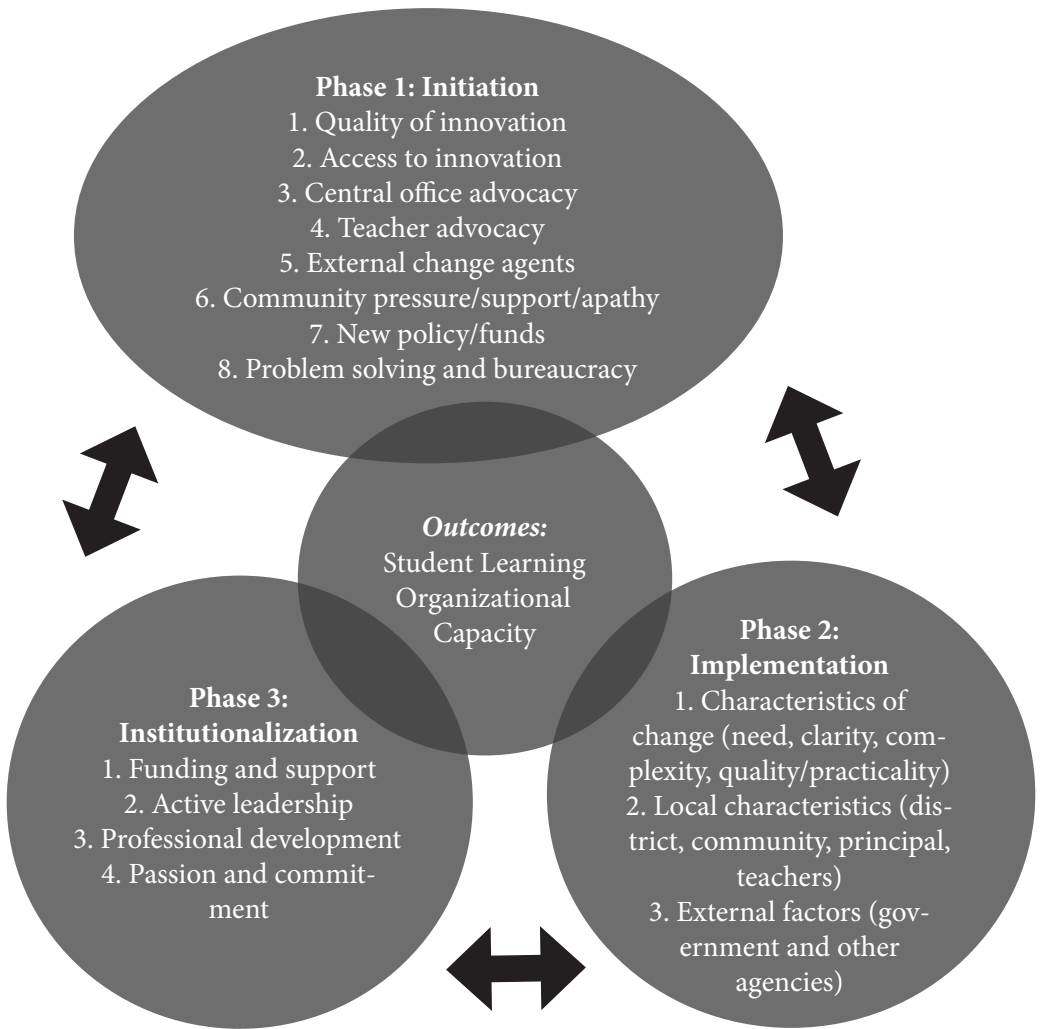 Phase 1: Initiation
1. Quality of innovation
2. Access to innovation
3. Central office advocacy
4. Teacher advocacy
5. External change agents
6. Community pressure/support/apathy
7. New policy/funds
8. Problem solving and bureaucracy
Outcomes:
Student Learning
Organizational
Capacity
Phase 2:
Implementation
1. Characteristics of
change (need, clarity, com-
plexity, quality/practicality)
2. Local characteristics (dis-
trict, community, principal,
teachers)
3. External factors (gov-
ernment and other
agencies)
Phase 3:
Institutionalization
1. Funding and support
2. Active leadership
3. Professional development
4. Passion and commit-
ment